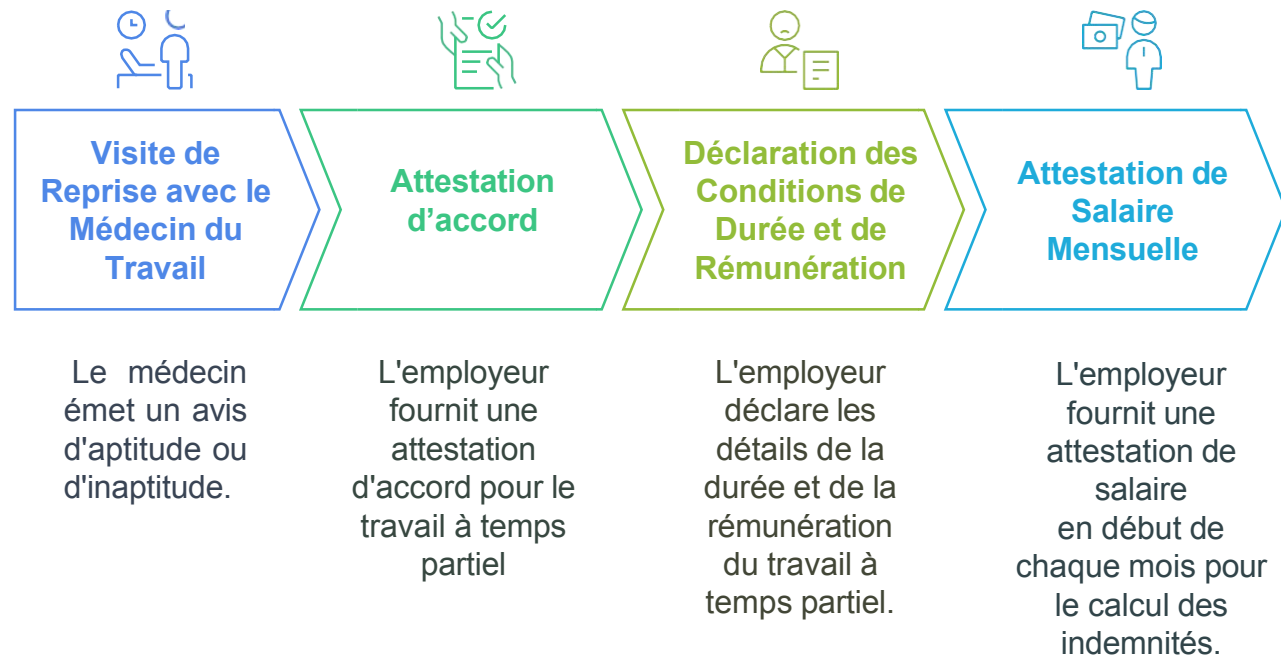 Visite de
Reprise avec le
Médecin du
Travail
Attestation
d’accord
Déclaration des
Conditions de
Durée et de
Rémunération
Attestation de
Salaire
Mensuelle
Le médecin
émet un avis
d'aptitude ou
d'inaptitude.
L'employeur
fournit une
attestation
d'accord pour le
travail à temps
partiel
L'employeur
déclare les
détails de la
durée et de la
rémunération
du travail à
temps partiel.
L'employeur
fournit une
attestation de
salaire
en début de
chaque mois pour
le calcul des
indemnités.